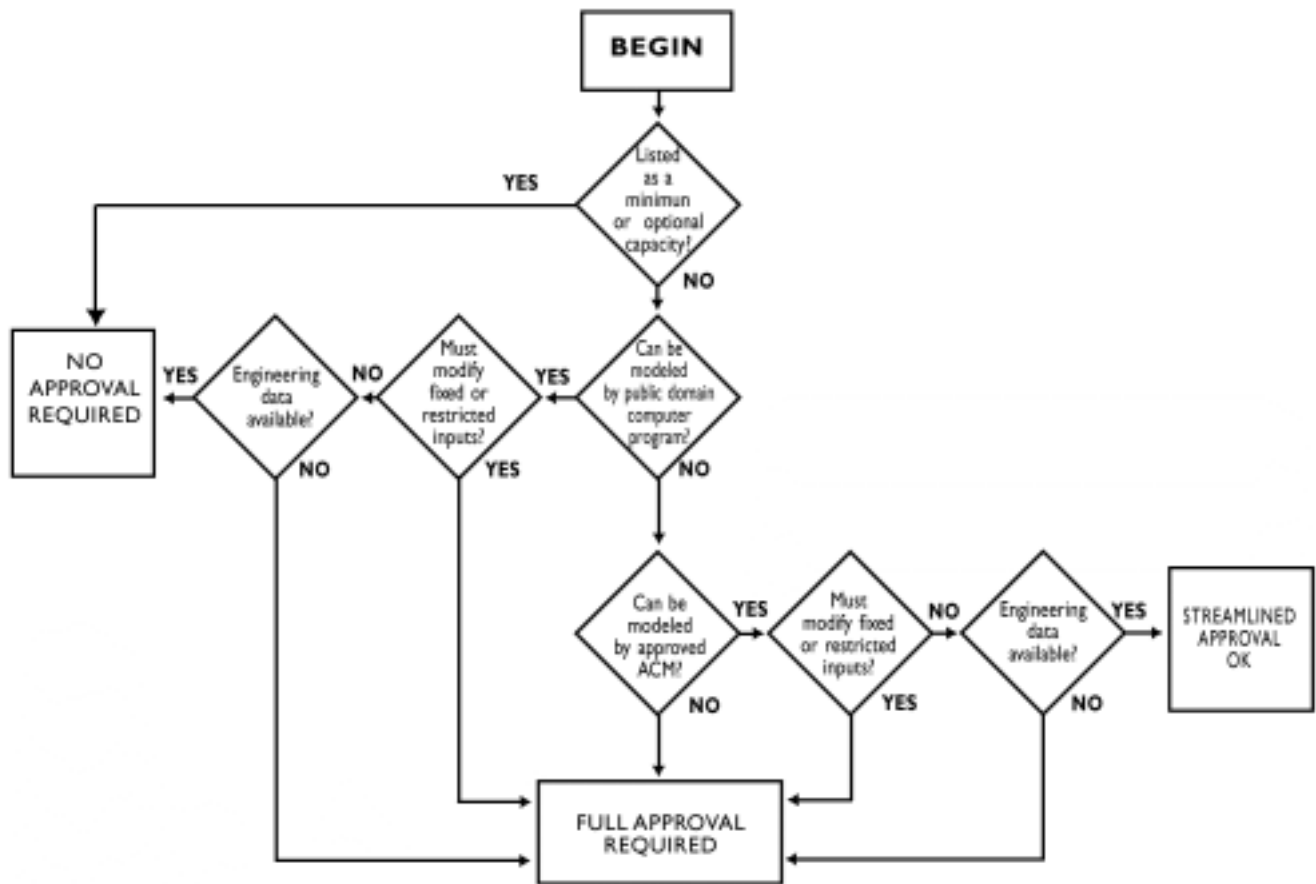 BEGIN
Listed
as a
minimun
or optional
capacity?
YES
NO
NO
APPROVAL
REQUIRED
YES
Engineering
data
available?
NO
NO
Must
modify
fixed or
restricted
inputs?
YES
YES
Can be
modeled
by public domain
computer
program?
NO
Can be
modeled
by approved
ACM?
NO
YES
Must
modify fixed
or restricted
inputs?
YES
NO
Engineering
data
available?
NO
YES
STREAMLINED
APPROVAL
OK
FULL APPROVAL
REQUIRED